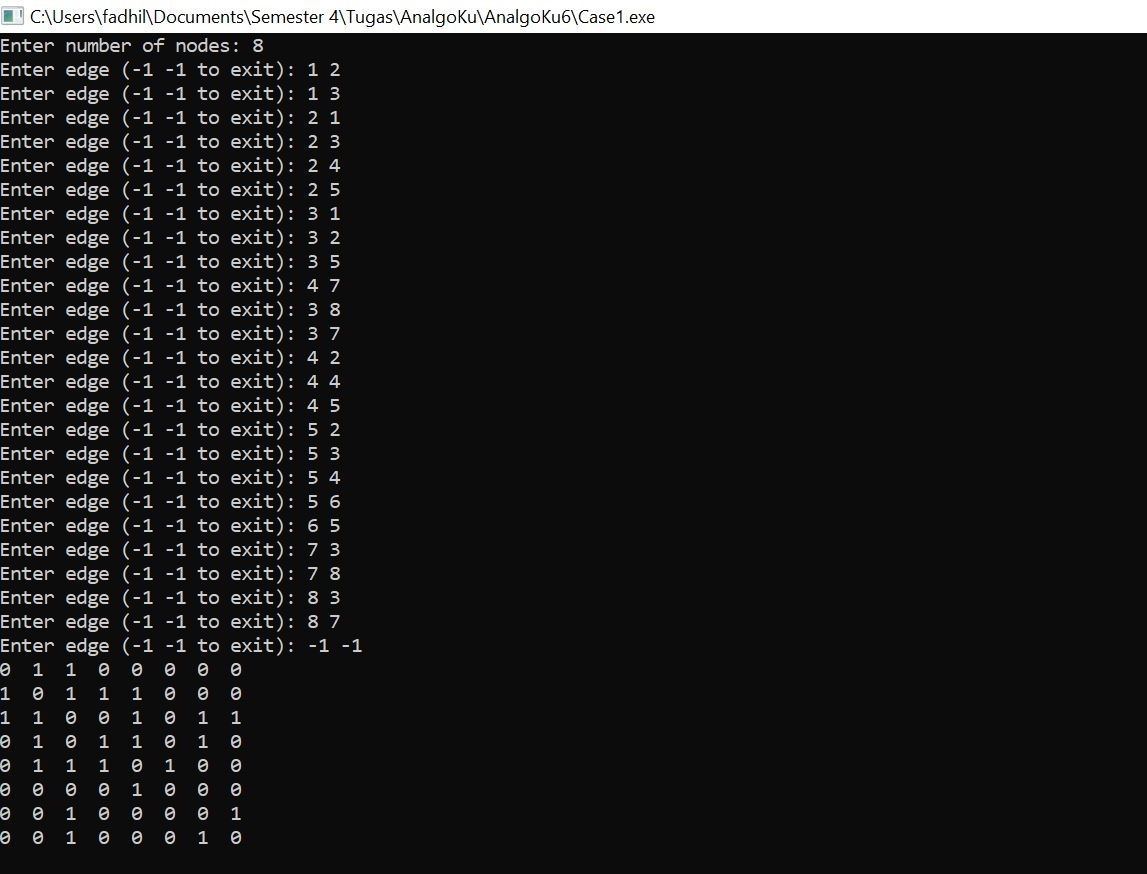 C:\Users\fadhil\Documents\Semester 4\Tugas\AnalgoKu\AnalgoKu6\Case1.exe
Enter number of nodes: 8
Enter edge (-1 -1 to exit): 1 2
Enter edge (-1 -1 to exit): 1 3
Enter edge (-1 -1 to exit): 2 1
Enter edge (-1 -1 to exit): 2 3
Enter edge (-1 -1 to exit): 2 4
Enter edge (-1 -1 to exit): 2 5
Enter edge (-1 -1 to exit): 3 1
Enter edge (-1 -1 to exit): 3 2
Enter edge (-1 -1 to exit): 3 5
Enter edge (-1 -1 to exit): 4 7
Enter edge (-1 -1 to exit): 3 8
Enter edge (-1 -1 to exit): 3 7
Enter edge (-1 -1 to exit): 4 2
Enter edge (-1 -1 to exit): 4 4
Enter edge (-1 -1 to exit): 4 5
Enter edge (-1 -1 to exit): 5 2
Enter edge (-1 -1 to exit): 5 3
Enter edge (-1 -1 to exit): 5 4
Enter edge (-1 -1 to exit): 5 6
Enter edge (-1 -1 to exit): 6 5
Enter edge (-1 -1 to exit): 7 3
Enter edge (-1 -1 to exit): 7 8
Enter edge (-1 -1 to exit): 8 3
Enter edge (-1 -1 to exit): 8 7
Enter edge (-1 -1 to exit): -1 -1
0 1 1 0 0 0 0 0
1 0 1 1 1 0 0 0
1 1 0 0 1 0 1 1
0 1 0 1 1 0 1 0
0 1 1 1 0 1 0 0
0 0 0 0 1 0 0 0
0 0 1 0 0 0 0 1
0 0 1 0 0 0 1 0